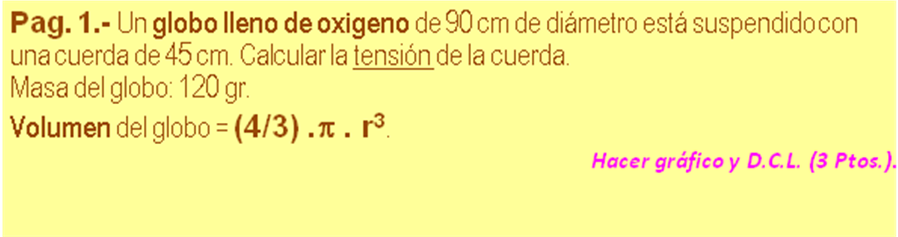 Pag. 1.- Un globo lleno de oxigeno de 90 cm de diámetro está suspendido con
una cuerda de 45 cm. Calcular la tensión de la cuerda.
Masa del globo: 120 gr.
Volumen del globo = (4/3) .π . r³.
Hacer gráfico y D.C.L. (3 Ptos.).